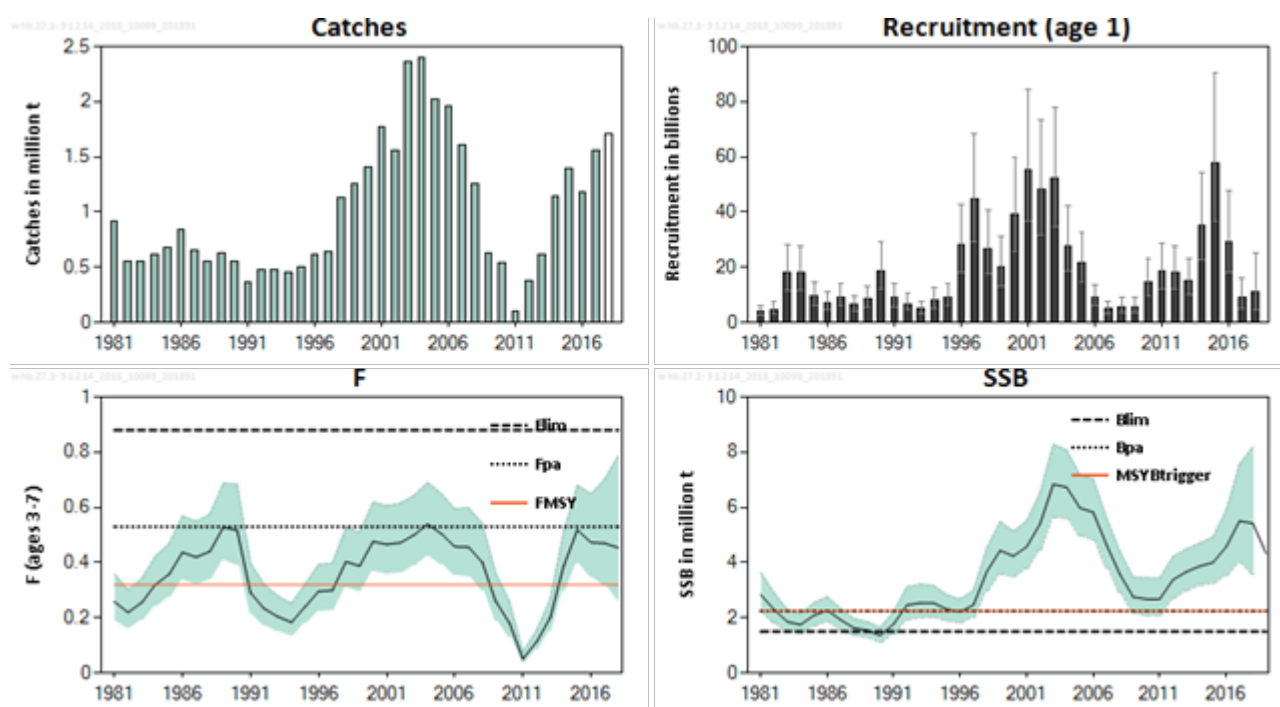 Catches
2.5
2
1.5
1
0.5
0
Catches in million t
1981 1986 1991 1996 2001 2006 2011 2016
Recruitment (age 1)
100
80
60
40
20
0
Recruitment in billions
1981 1986 1991 1996 2001 2006 2011 2016
F
1
0.8
0.6
0.4
0.2
0
F (ages 3-7)
Flim
Fpa
FMSY
1981 1986 1991 1996 2001 2006 2011 2016
SSB
10
8
6
4
2
0
SSB in million t
Blim
Bpa
MSYBtrigger
1981 1986 1991 1996 2001 2006 2011 2016